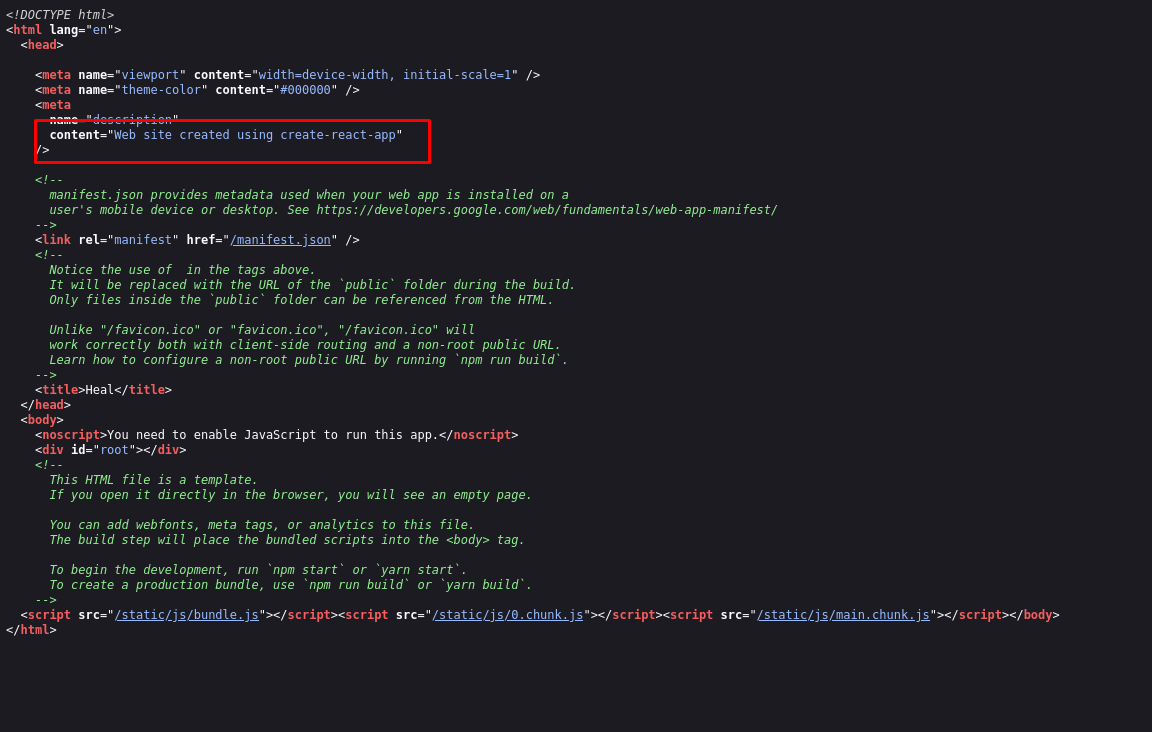 <!DOCTYPE html>
<html lang="en">
  <head>

    <meta name="viewport" content="width=device-width, initial-scale=1" />
    <meta name="theme-color" content="#000000" />
    <meta
      name="description"
      content="Web site created using create-react-app"
    />

    <!--
      manifest.json provides metadata used when your web app is installed on a
      user's mobile device or desktop. See https://developers.google.com/web/fundamentals/web-app-manifest/
    -->
    <link rel="manifest" href="/manifest.json" />
    <!--
      Notice the use of  in the tags above.
      It will be replaced with the URL of the `public` folder during the build.
      Only files inside the `public` folder can be referenced from the HTML.

      Unlike "/favicon.ico" or "favicon.ico", "/favicon.ico" will
      work correctly both with client-side routing and a non-root public URL.
      Learn how to configure a non-root public URL by running `npm run build`.
    -->
    <title>Heal</title>
  </head>
  <body>
    <noscript>You need to enable JavaScript to run this app.</noscript>
    <div id="root"></div>
    <!--
      This HTML file is a template.
      If you open it directly in the browser, you will see an empty page.

      You can add webfonts, meta tags, or analytics to this file.
      The build step will place the bundled scripts into the <body> tag.

      To begin the development, run `npm start` or `yarn start`.
      To create a production bundle, use `npm run build` or `yarn build`.
    -->
  <script src="/static/js/bundle.js"></script><script src="/static/js/0.chunk.js"></script><script src="/static/js/main.chunk.js"></script></body>
</html>